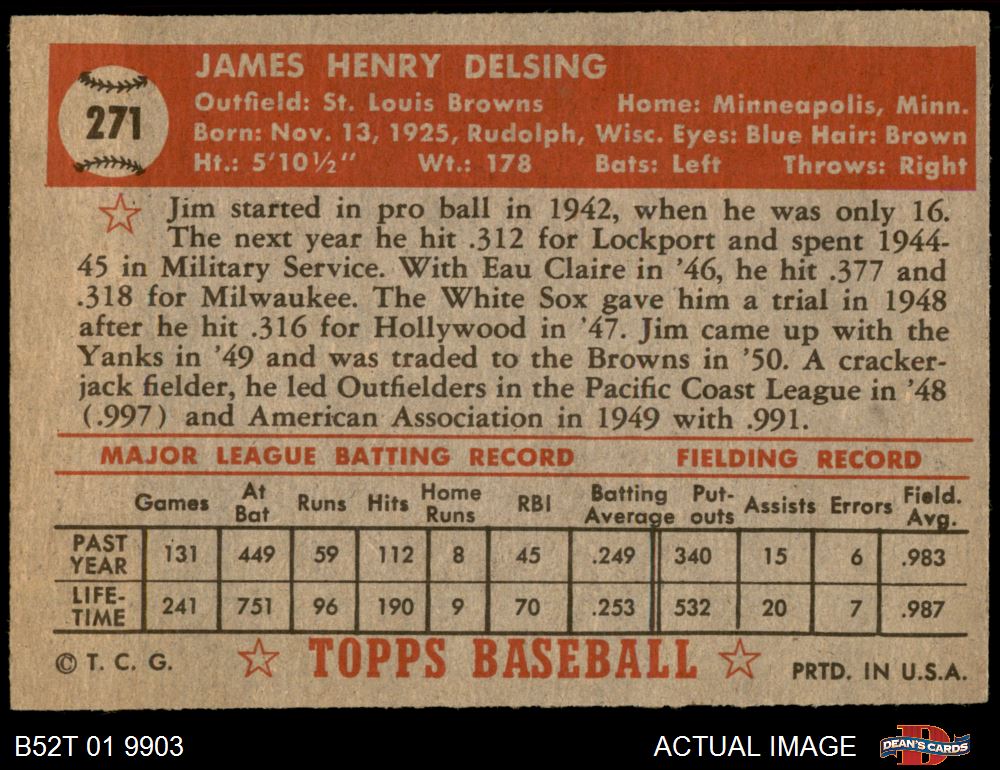 271
JAMES HENRY DELSING
Outfield: St. Louis Browns Home: Minneapolis, Minn.
Born: Nov. 13, 1925, Rudolph, Wisc. Eyes: Blue Hair: Brown
Ht.: 5'10½" Wt.: 178 Bats: Left Throws: Right
Jim started in pro ball in 1942, when he was only 16.
The next year he hit .312 for Lockport and spent 1944-
45 in Military Service. With Eau Claire in '46, he hit .377 and
.318 for Milwaukee. The White Sox gave him a trial in 1948
after he hit .316 for Hollywood in '47. Jim came up with the
Yanks in '49 and was traded to the Browns in '50. A cracker-
jack fielder, he led Outfielders in the Pacific Coast League in '48
(.997) and American Association in 1949 with .991.
MAJOR LEAGUE BATTING RECORD FIELDING RECORD
Games At Bat Runs Hits Home Runs RBI Batting Average Put-outs Assists Errors Field. Avg.
PAST YEAR 131 449 59 112 8 45 .249 340 15 6 .983
LIFE-TIME 241 751 96 190 9 70 .253 532 20 7 .987
© T. C. G. TOPPS BASEBALL PRTD. IN U.S.A.
B52T 01 9903 ACTUAL IMAGE D DEAN'S CARDS